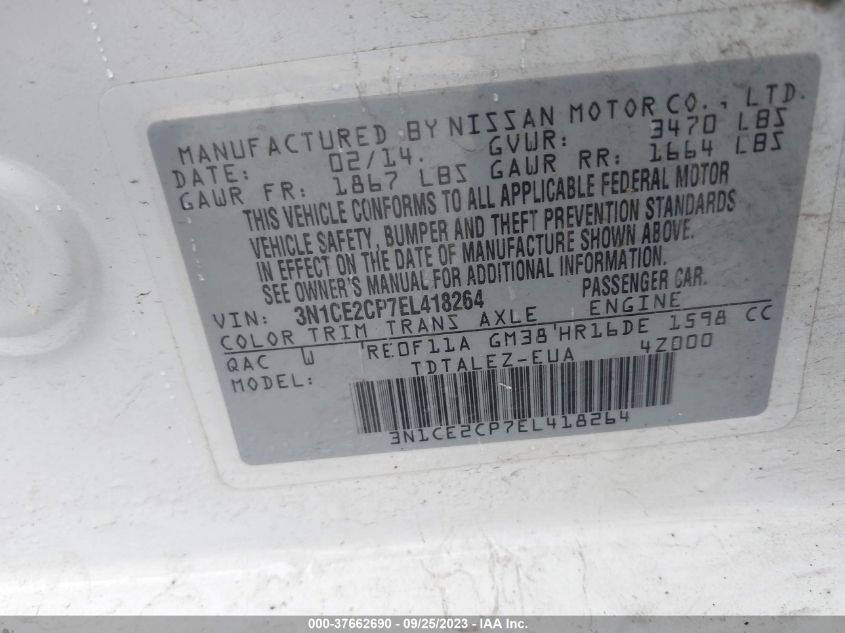 MANUFACTURED BY NISSAN MOTOR CO., LTD.
DATE: 02/14. GVWR: 3470 LBS
GAWR FR: 1867 LBS GAWR RR: 1664 LBS
THIS VEHICLE CONFORMS TO ALL APPLICABLE FEDERAL MOTOR
VEHICLE SAFETY, BUMPER AND THEFT PREVENTION STANDARDS
IN EFFECT ON THE DATE OF MANUFACTURE SHOWN ABOVE.
SEE OWNER'S MANUAL FOR ADDITIONAL INFORMATION.
VIN: 3N1CE2CP7EL418264 PASSENGER CAR.
COLOR TRIM TRANS AXLE ENGINE
QAC W RE0F11A GM38 HR16DE 1598 CC
MODEL: TDTALEZ-EUA 4Z000
3N1CE2CP7EL418264
000-37662690 - 09/25/2023 - © IAA Inc.